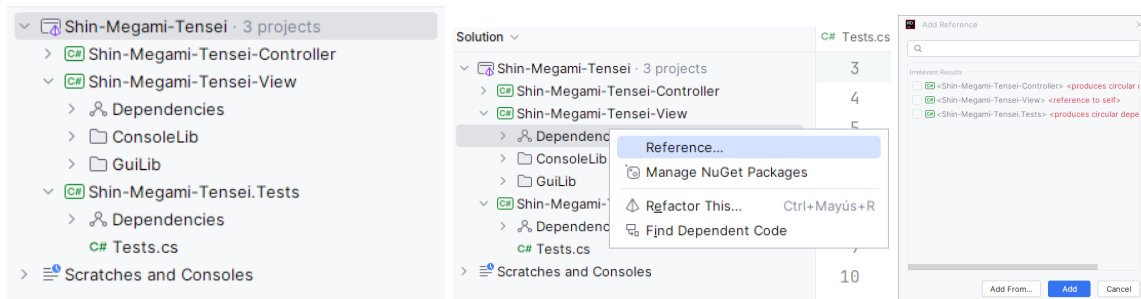 Shin-Megami-Tensei · 3 projects
C# Shin-Megami-Tensei-Controller
C# Shin-Megami-Tensei-View
Dependencies
ConsoleLib
GuiLib
C# Shin-Megami-Tensei.Tests
Dependencies
C# Tests.cs
Scratches and Consoles
Solution
Shin-Megami-Tensei · 3 projects
C# Shin-Megami-Tensei-Controller
C# Shin-Megami-Tensei-View
Dependenc
ConsoleLib
GuiLib
C# Shin-Megami-
Dependenc
C# Tests.cs
Scratches and Consoles
C# Tests.cs
3
4
10
Reference...
Manage NuGet Packages
Refactor This... Ctrl+Mayús+R
Find Dependent Code
Add Reference
Irrelevant Results
C# <Shin-Megami-Tensei-Controller> <produces circular
C# <Shin-Megami-Tensei-View> <reference to self>
C# <Shin-Megami-Tensei.Tests> <produces circular depe
Add From...
Add
Cancel